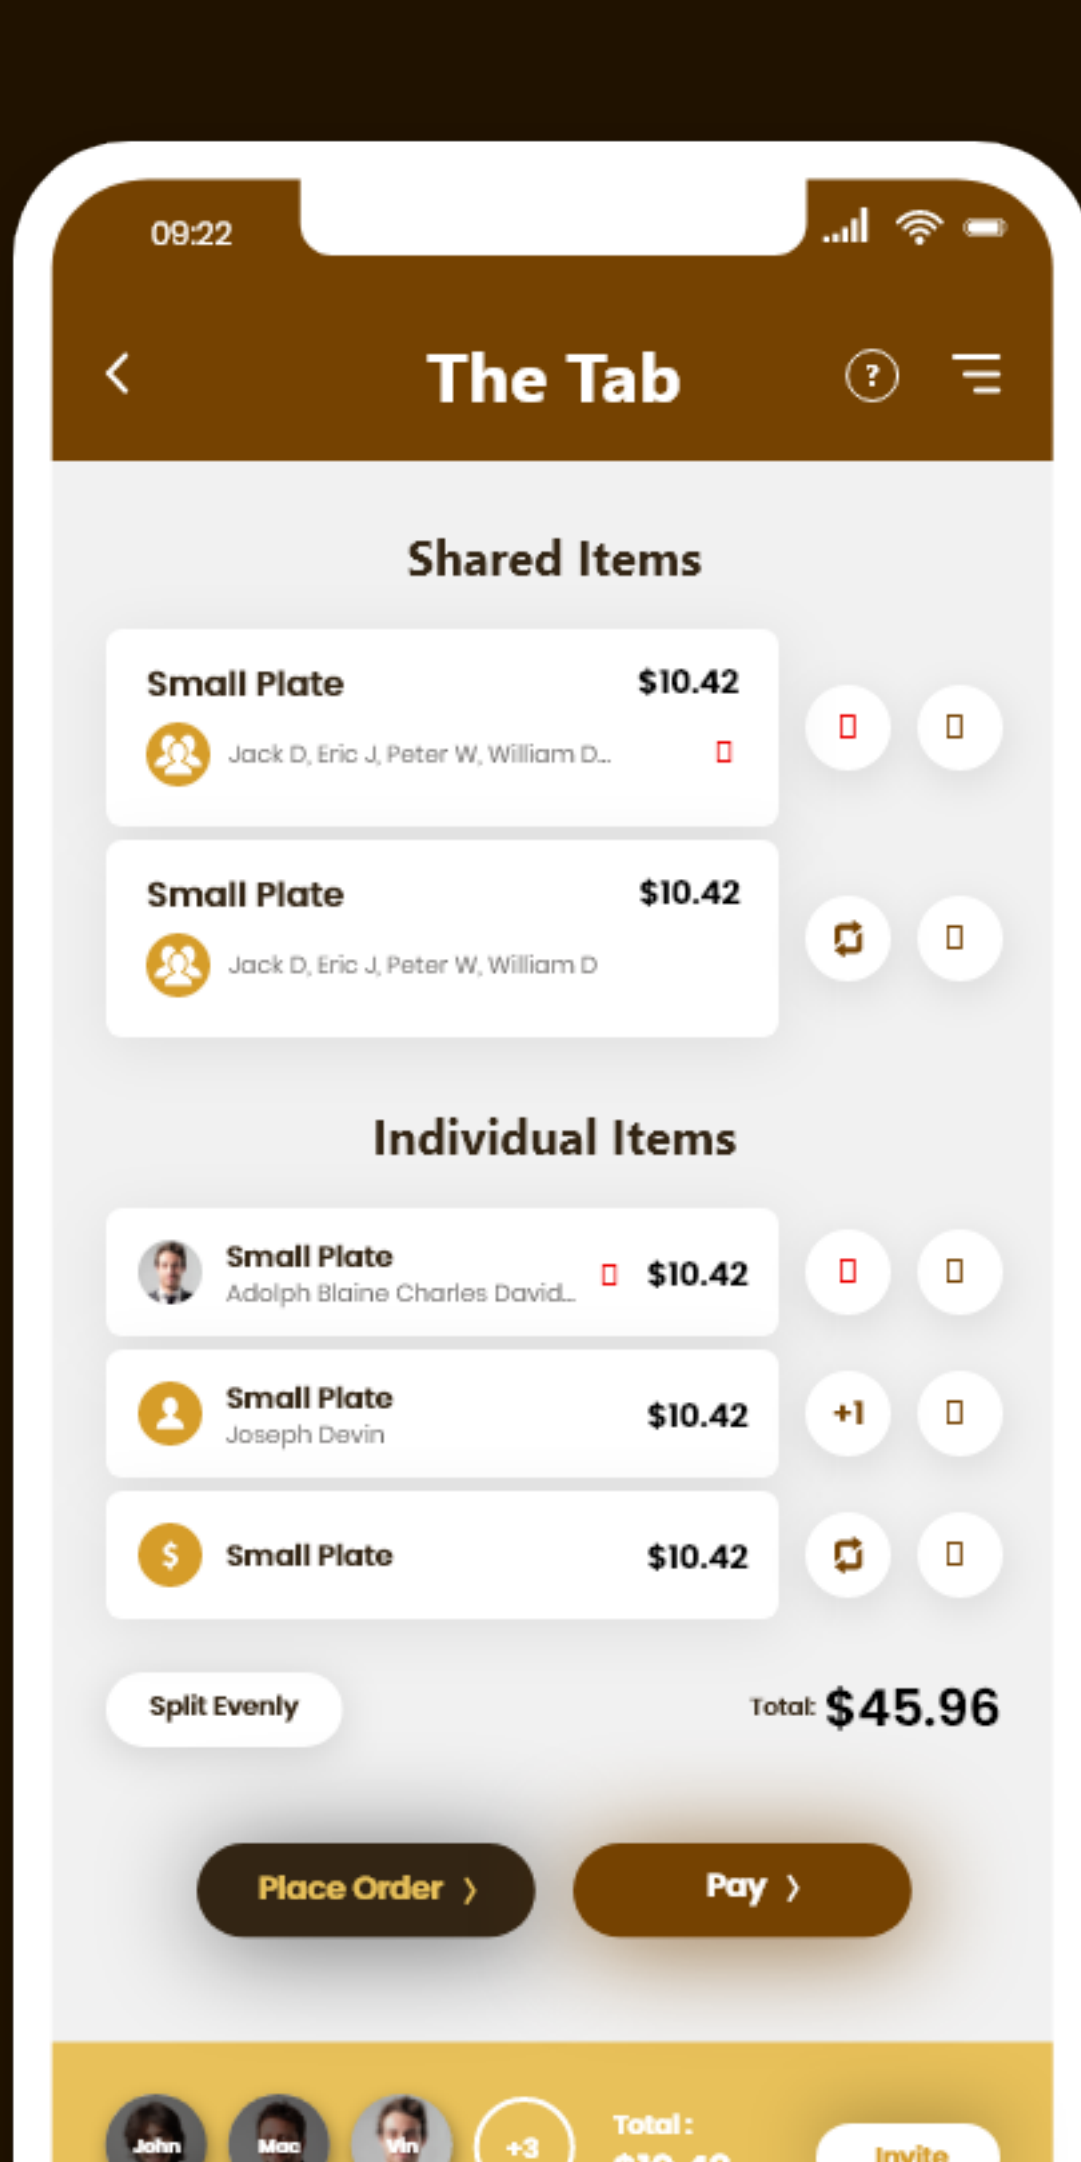 09:22
The Tab
?
Shared Items
Small Plate $10.42
Jack D, Eric J, Peter W, William D...
Small Plate $10.42
Jack D, Eric J, Peter W, William D
Individual Items
Small Plate
Adolph Blaine Charles David... $10.42
Small Plate
Joseph Devin $10.42 +1
$ Small Plate $10.42
Split Evenly Total: $45.96
Place Order Pay
John Mac Vin +3 Total :
Invite